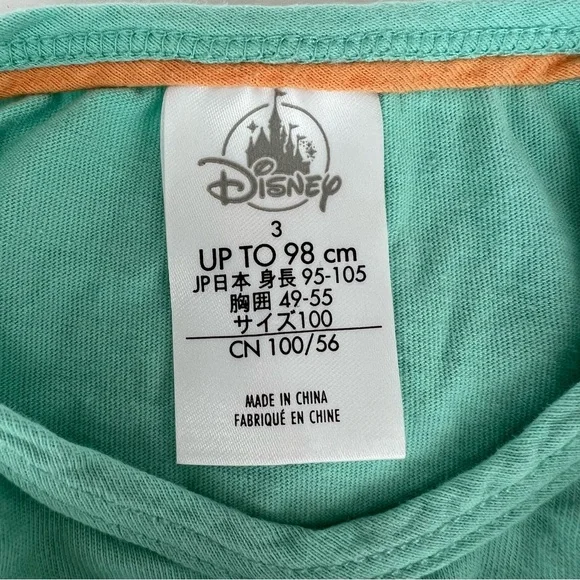 Disney
3
UP TO 98 cm
JP日本 身長 95-105
胸囲 49-55
サイズ100
CN 100/56
MADE IN CHINA
FABRIQUÉ EN CHINE